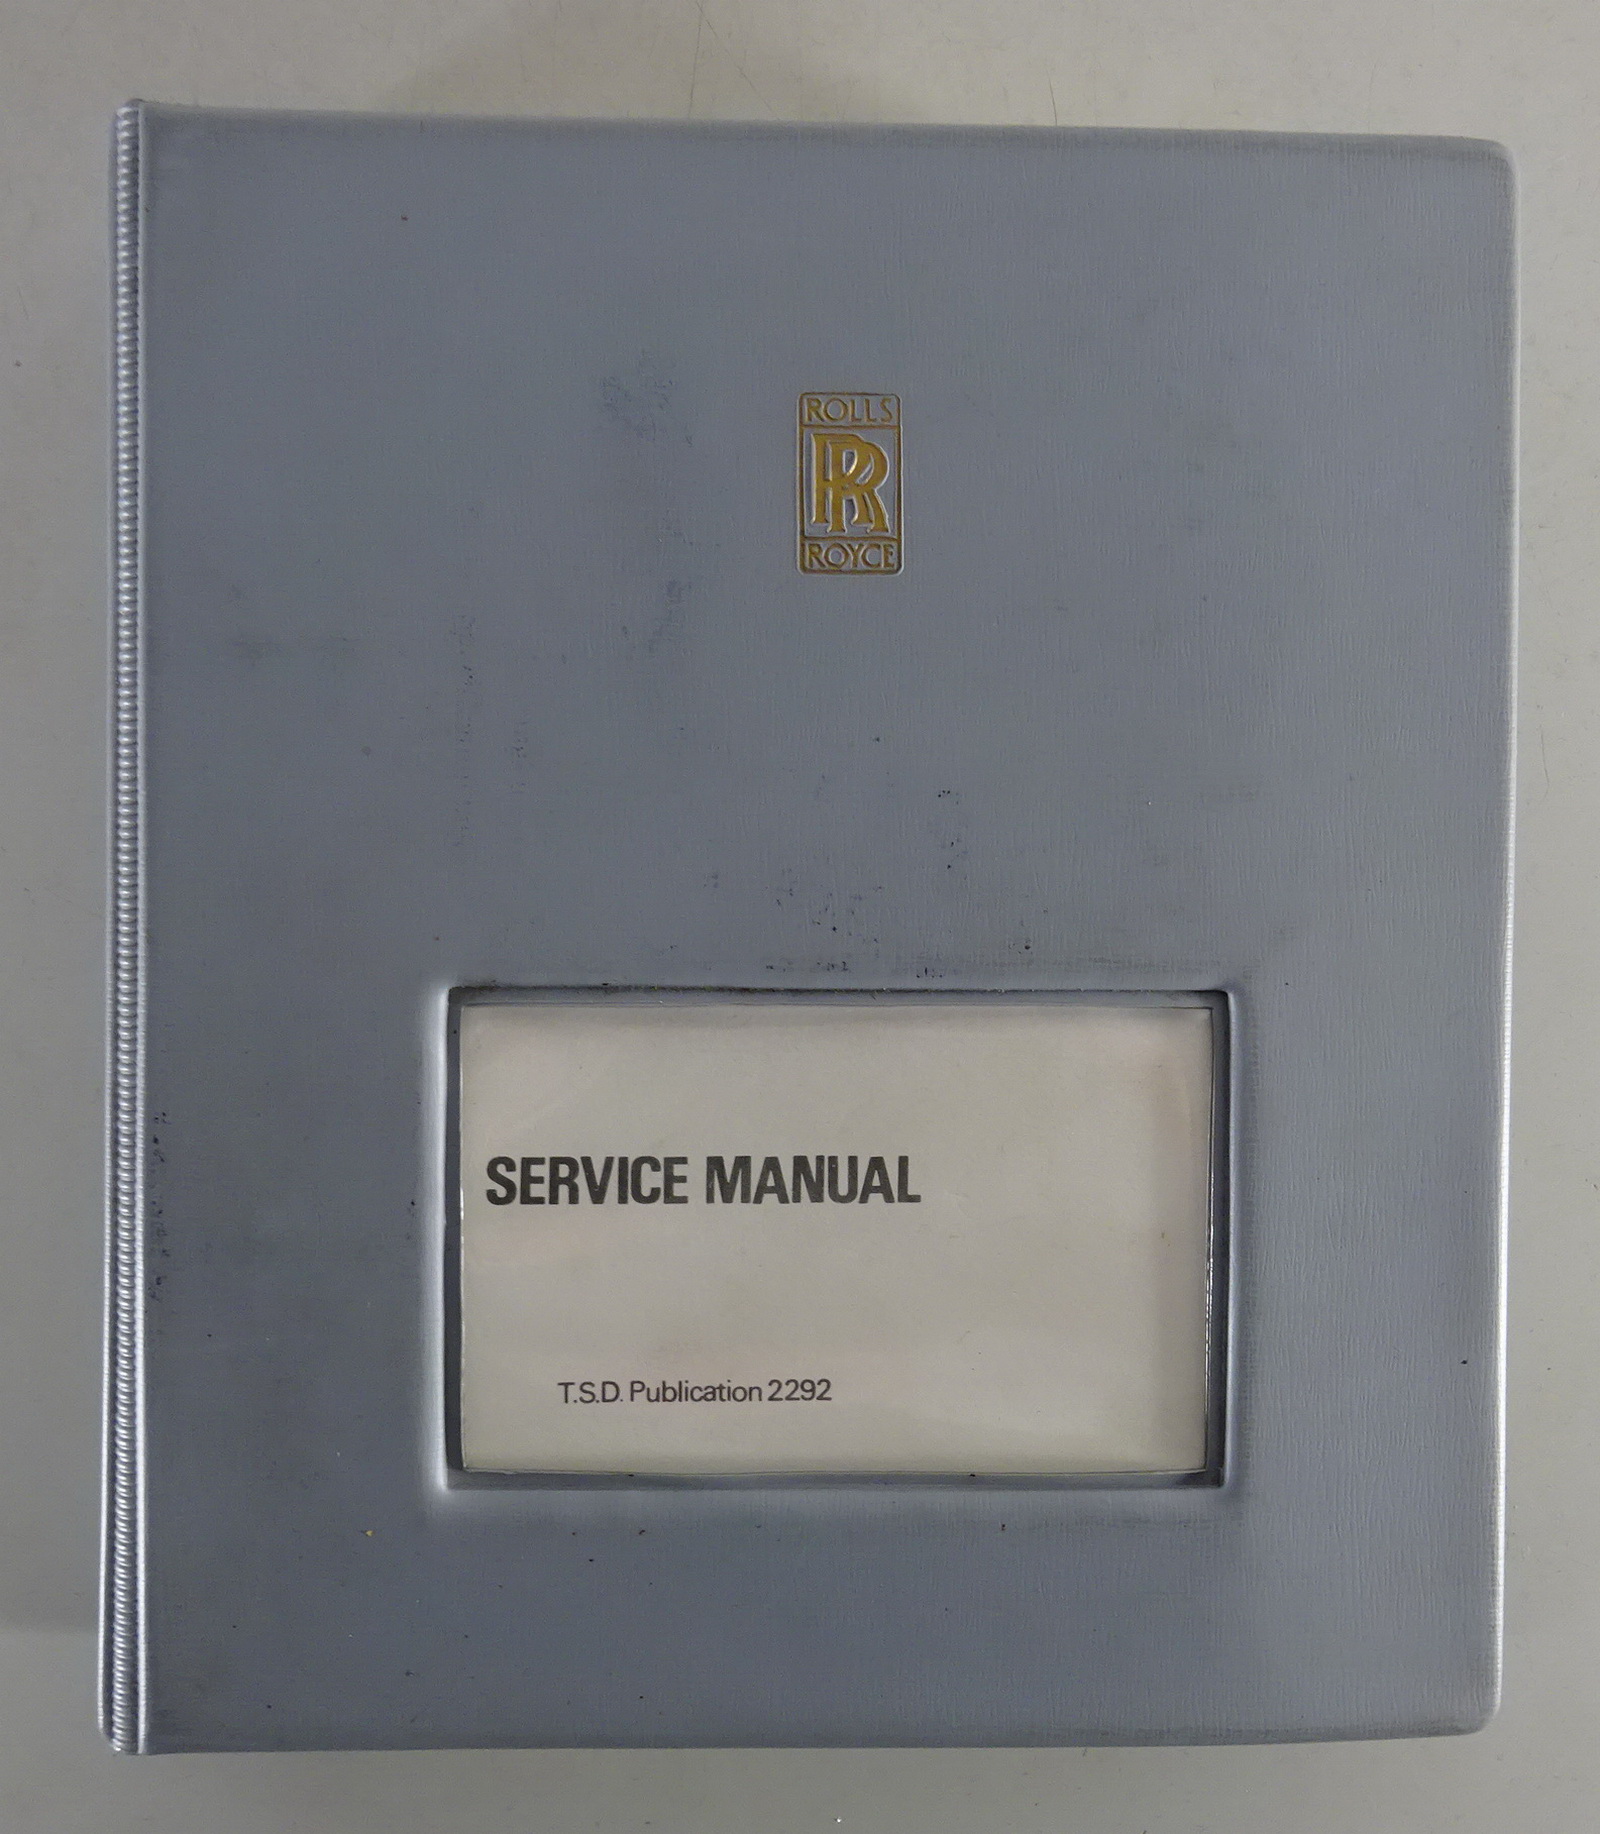 ROLLS
RR
ROYCE
SERVICE MANUAL
T.S.D. Publication 2292